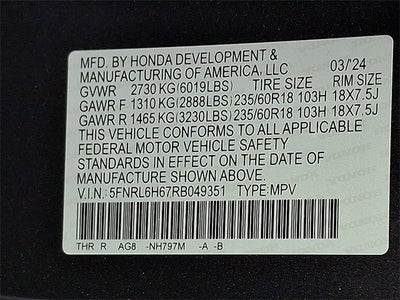 MFD. BY HONDA DEVELOPMENT &
MANUFACTURING OF AMERICA, LLC 03/'24
GVWR 2730 KG(6019LBS) TIRE SIZE RIM SIZE
GAWR F 1310 KG(2888LBS) 235/60R18 103H 18X7.5J
GAWR R 1465 KG(3230LBS) 235/60R18 103H 18X7.5J
THIS VEHICLE CONFORMS TO ALL APPLICABLE
FEDERAL MOTOR VEHICLE SAFETY
STANDARDS IN EFFECT ON THE DATE OF
MANUFACTURE SHOWN ABOVE.
V.I.N.: 5FNRL6H67RB049351 TYPE: MPV
THR R AG8 -NH797M -A -B